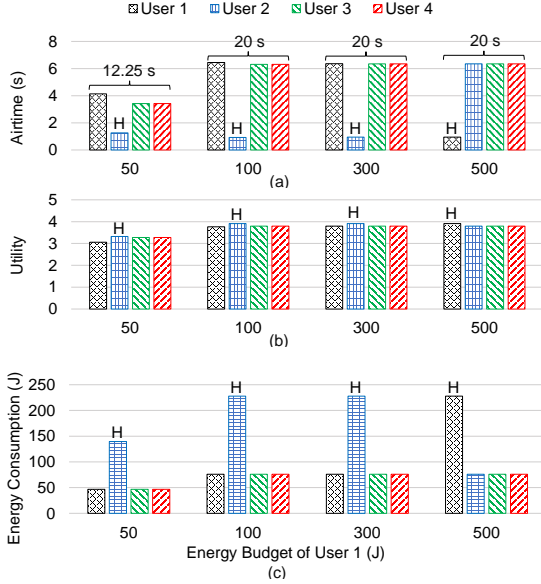 User 1 User 2 User 3 User 4
8
6
4
2
0
Airtime (s)
12.25 s
20 s
20 s
20 s
H
H
H
H
50 100 300 500
(a)
5
4
3
2
1
0
Utility
H
H
H
H
50 100 300 500
(b)
250
200
150
100
50
0
Energy Consumption (J)
H
H
H
H
50 100 300 500
Energy Budget of User 1 (J)
(c)